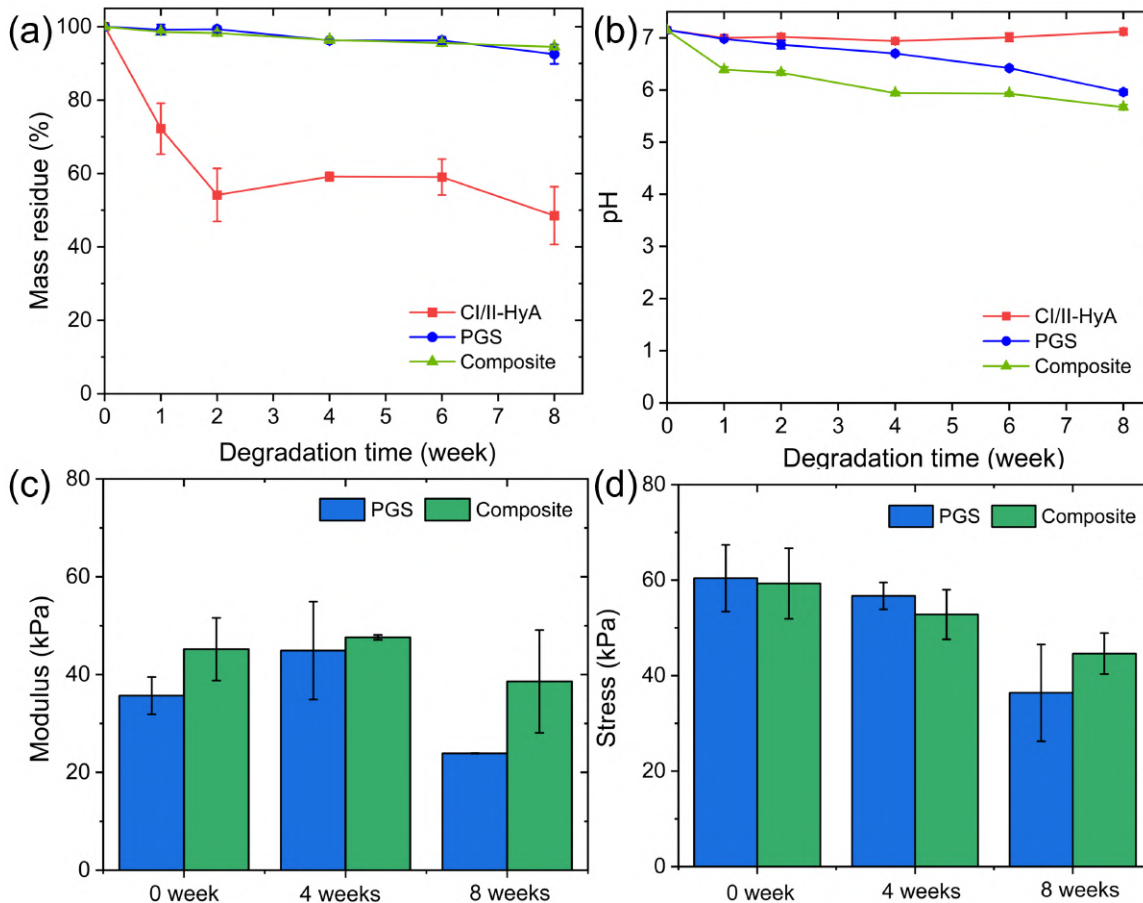 (a)
100
80
60
40
20
0
Mass residue (%)
CI/II-HyA
PGS
Composite
0 1 2 3 4 5 6 7 8
Degradation time (week)
(b)
7
6
5
4
3
2
1
0
pH
CI/II-HyA
PGS
Composite
0 1 2 3 4 5 6 7 8
Degradation time (week)
(c)
80
60
40
20
0
Modulus (kPa)
PGS Composite
0 week 4 weeks 8 weeks
(d)
80
60
40
20
0
Stress (kPa)
PGS Composite
0 week 4 weeks 8 weeks